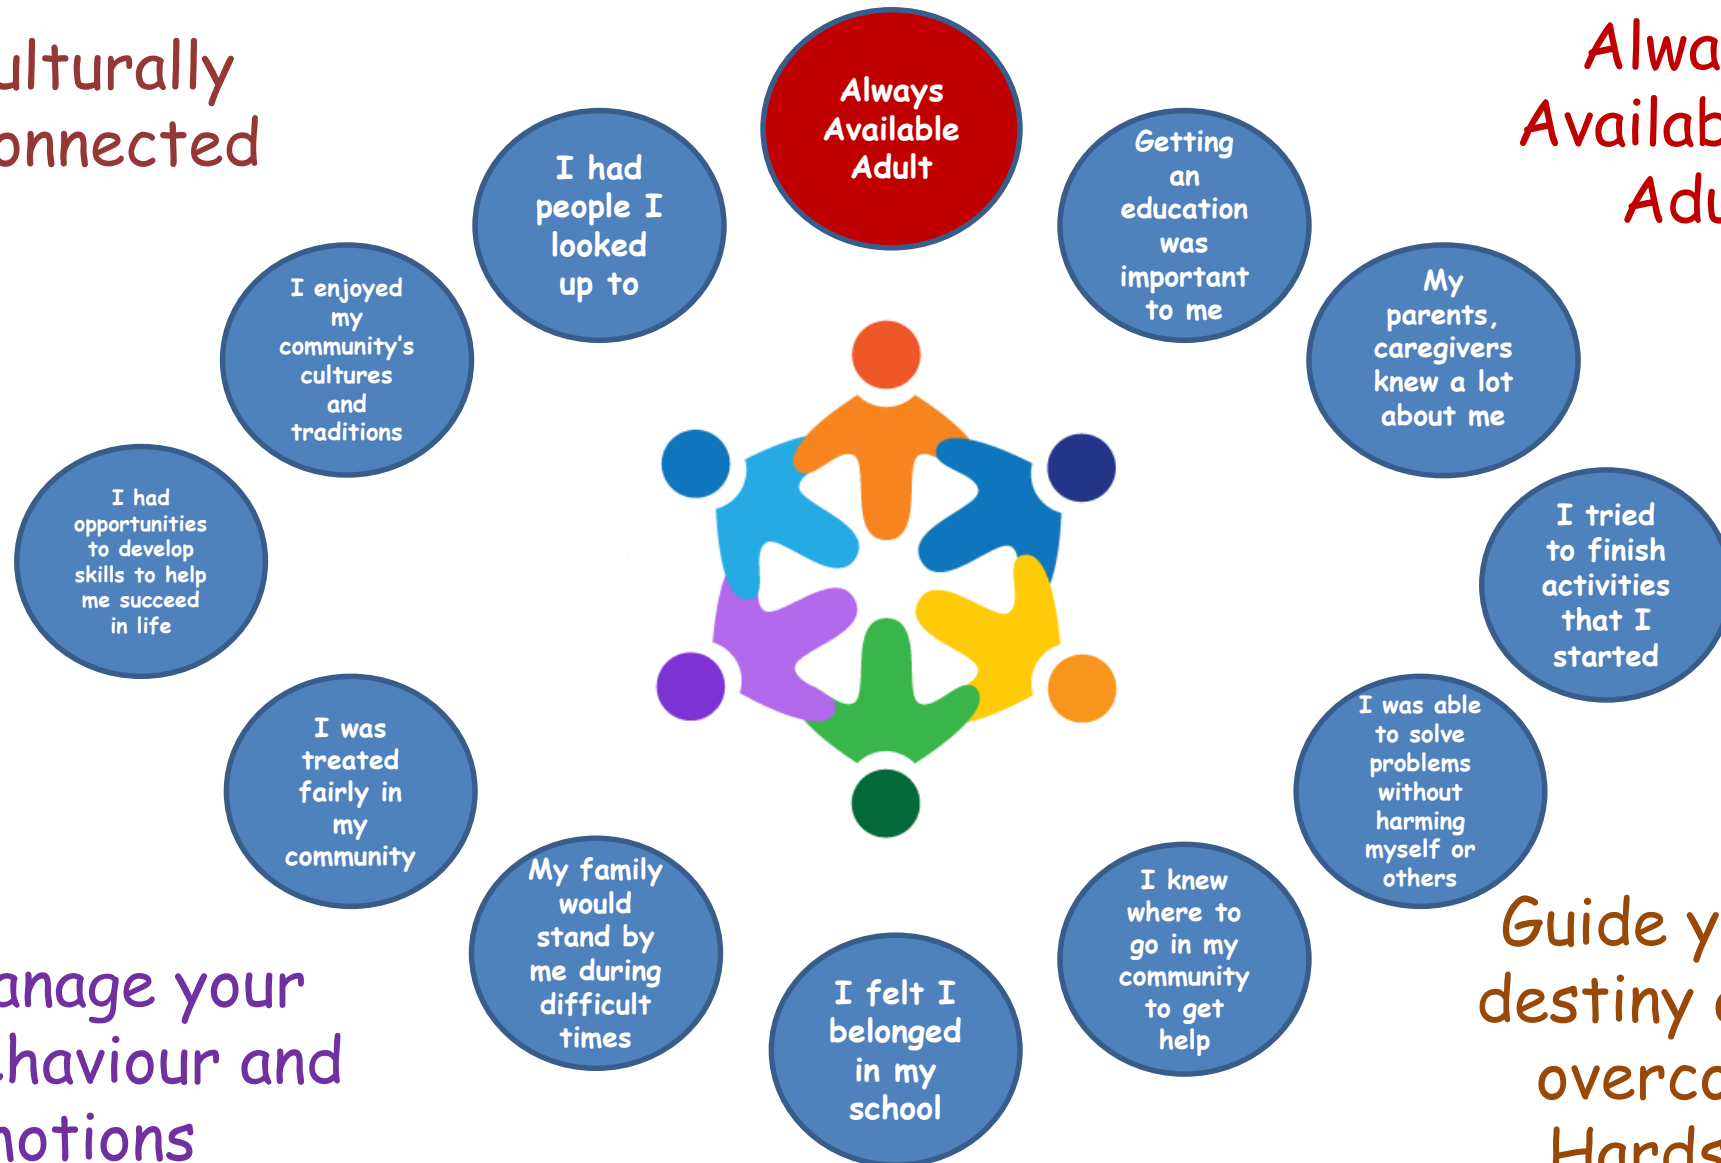 ulturally
onnected
Alwa
Availab
Adu
Always
Available
Adult
Getting
an
education
was
important
to me
My
parents,
caregivers
knew a lot
about me
I tried
to finish
activities
that I
started
I was able
to solve
problems
without
harming
myself or
others
I knew
where to
go in my
community
to get
help
I felt I
belonged
in my
school
My family
would
stand by
me during
difficult
times
I was
treated
fairly in
my
community
I had
opportunities
to develop
skills to help
me succeed
in life
I enjoyed
my
community's
cultures
and
traditions
I had
people I
looked
up to
anage your
haviour and
otions
Guide y
destiny
overco
Hards